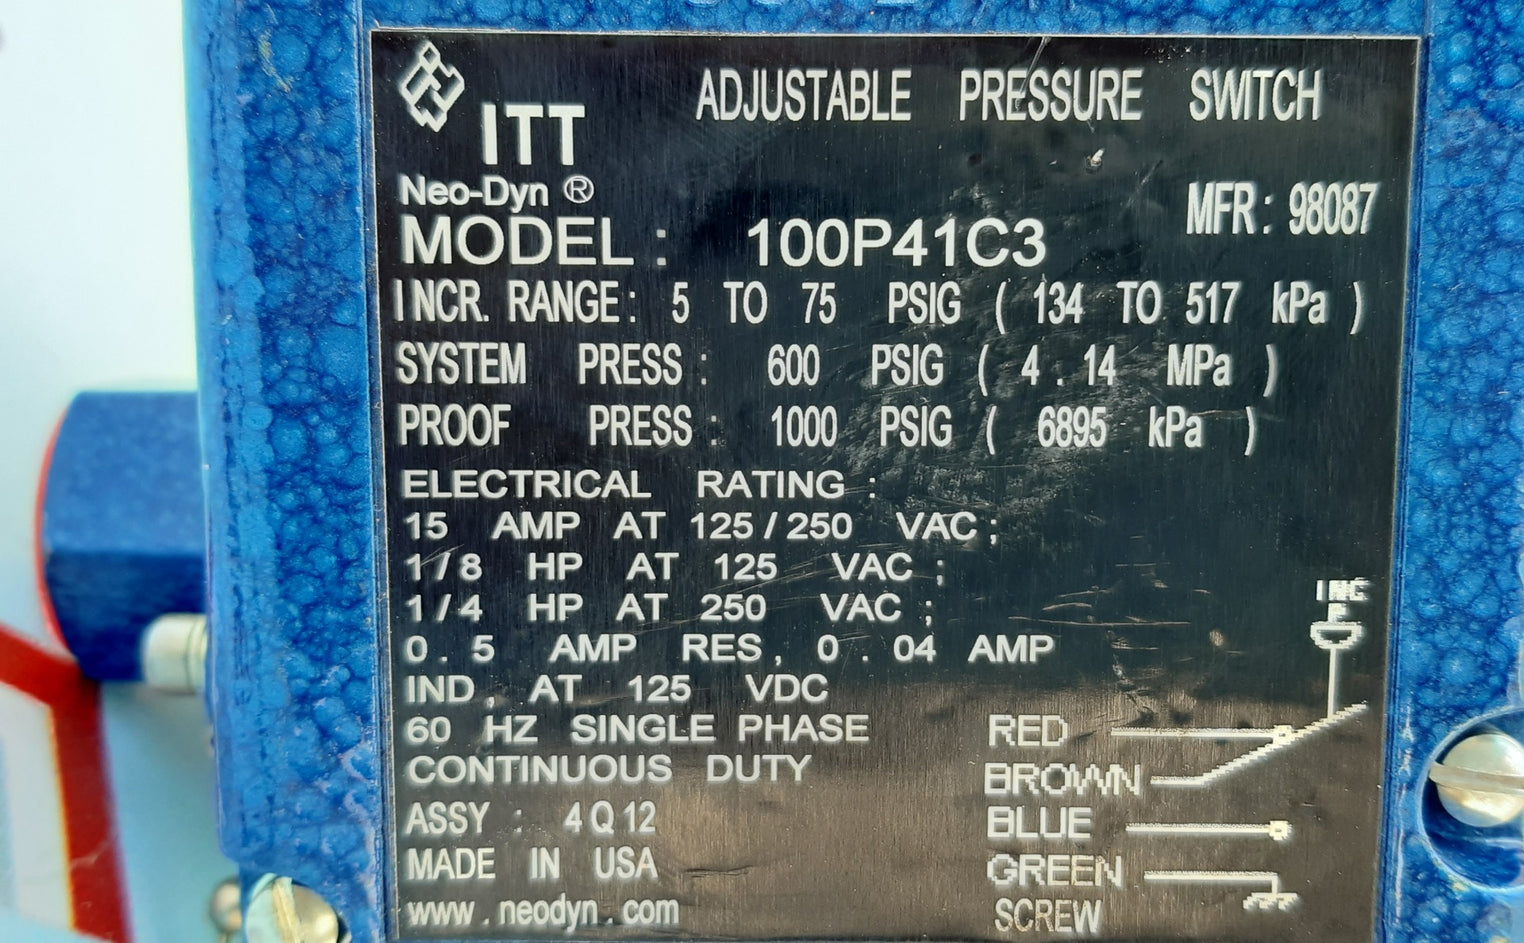 ITT
ADJUSTABLE PRESSURE SWITCH
Neo-Dyn ®
MFR: 98087
MODEL: 100P41C3
INCR. RANGE: 5 TO 75 PSIG ( 134 TO 517 kPa )
SYSTEM PRESS: 600 PSIG ( 4.14 MPa )
PROOF PRESS: 1000 PSIG ( 6895 kPa )
ELECTRICAL RATING:
15 AMP AT 125/250 VAC;
1/8 HP AT 125 VAC;
1/4 HP AT 250 VAC;
0.5 AMP RES, 0.04 AMP
IND, AT 125 VDC
60 HZ SINGLE PHASE
CONTINUOUS DUTY
ASSY: 4Q12
MADE IN USA
www.neodyn.com
INC
P
RED
BROWN
BLUE
GREEN
SCREW